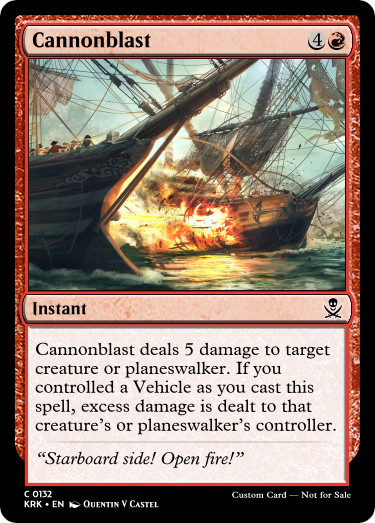 Cannonblast 4
Instant
Cannonblast deals 5 damage to target
creature or planeswalker. If you
controlled a Vehicle as you cast this
spell, excess damage is dealt to that
creature's or planeswalker's controller.
“Starboard side! Open fire!”
C 0132
KRK • EN Quentin V Castel
Custom Card — Not for Sale